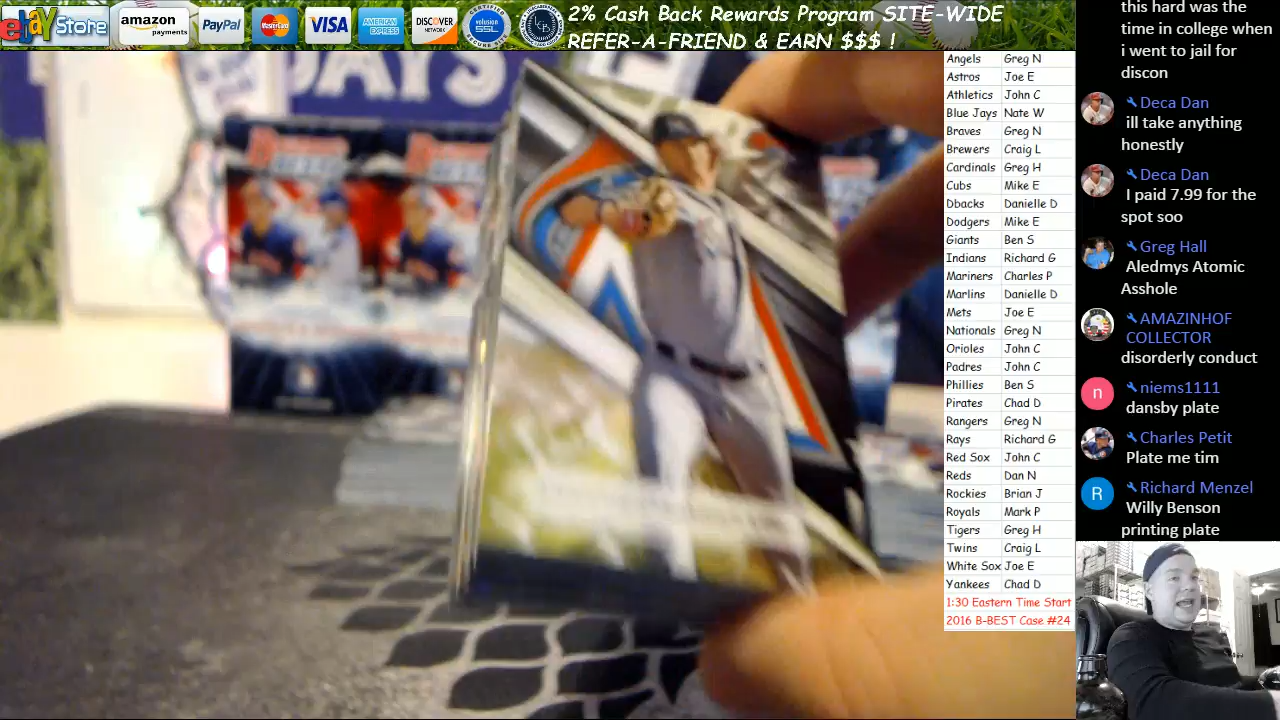 ebay Store
amazon
payments
PayPal
MasterCard
VISA
AMERICAN
EXPRESS
DISCOVER
NETWORK
volusion
SSL
2% Cash Back Rewards Program SITE-WIDE
REFER-A-FRIEND & EARN $$$ !
DAYS
Angels Greg N
Astros Joe E
Athletics John C
Blue Jays Nate W
Braves Greg N
Brewers Craig L
Cardinals Greg H
Cubs Mike E
Dbacks Danielle D
Dodgers Mike E
Giants Ben S
Indians Richard G
Mariners Charles P
Marlins Danielle D
Mets Joe E
Nationals Greg N
Orioles John C
Padres John C
Phillies Ben S
Pirates Chad D
Rangers Greg N
Rays Richard G
Red Sox John C
Reds Dan N
Rockies Brian J
Royals Mark P
Tigers Greg H
Twins Craig L
White Sox Joe E
Yankees Chad D
1:30 Eastern Time Start
2016 B-BEST Case #24
this hard was the
time in college when
i went to jail for
discon
Deca Dan
ill take anything
honestly
Deca Dan
I paid 7.99 for the
spot soo
Greg Hall
Aledmys Atomic
Asshole
AMAZINHOF
COLLECTOR
disorderly conduct
n niems1111
dansby plate
Charles Petit
Plate me tim
R Richard Menzel
Willy Benson
printing plate